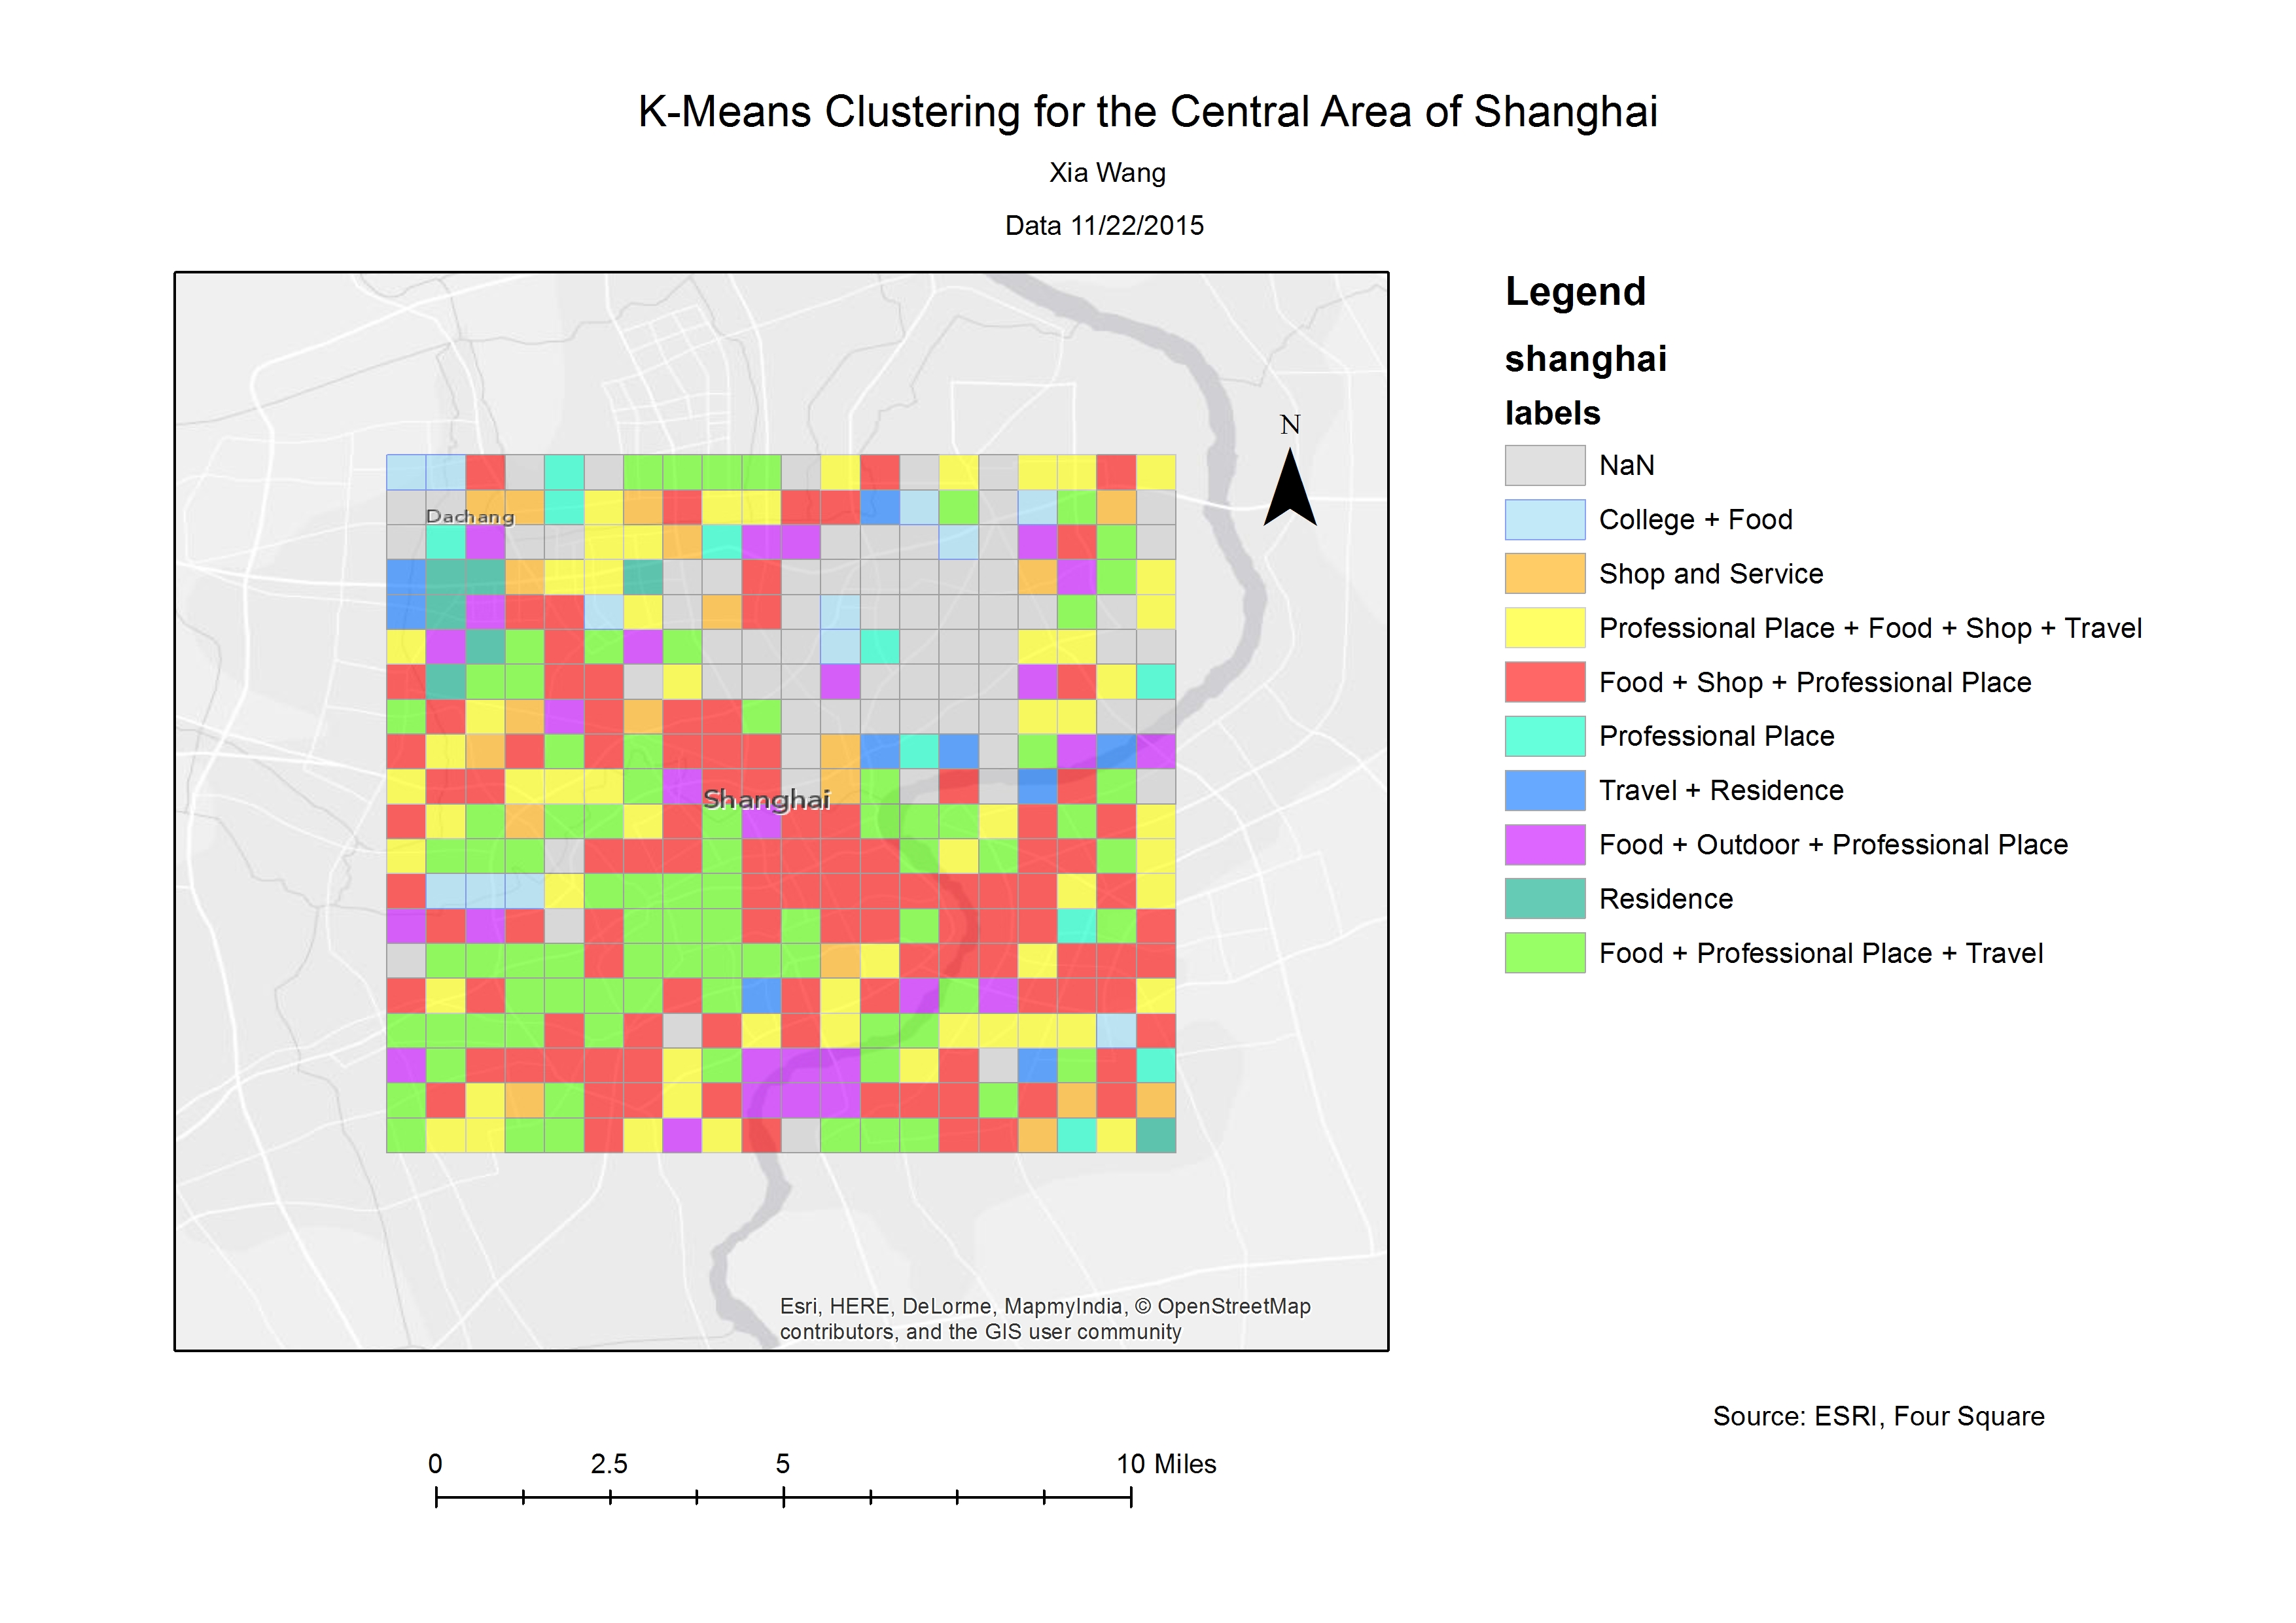 K-Means Clustering for the Central Area of Shanghai
Xia Wang
Data 11/22/2015
Legend
shanghai
labels
NaN
College + Food
Shop and Service
Professional Place + Food + Shop + Travel
Food + Shop + Professional Place
Professional Place
Travel + Residence
Food + Outdoor + Professional Place
Residence
Food + Professional Place + Travel
N
Dachang
Shanghai
Esri, HERE, DeLorme, MapmyIndia, © OpenStreetMap
contributors, and the GIS user community
Source: ESRI, Four Square
0 2.5 5 10 Miles